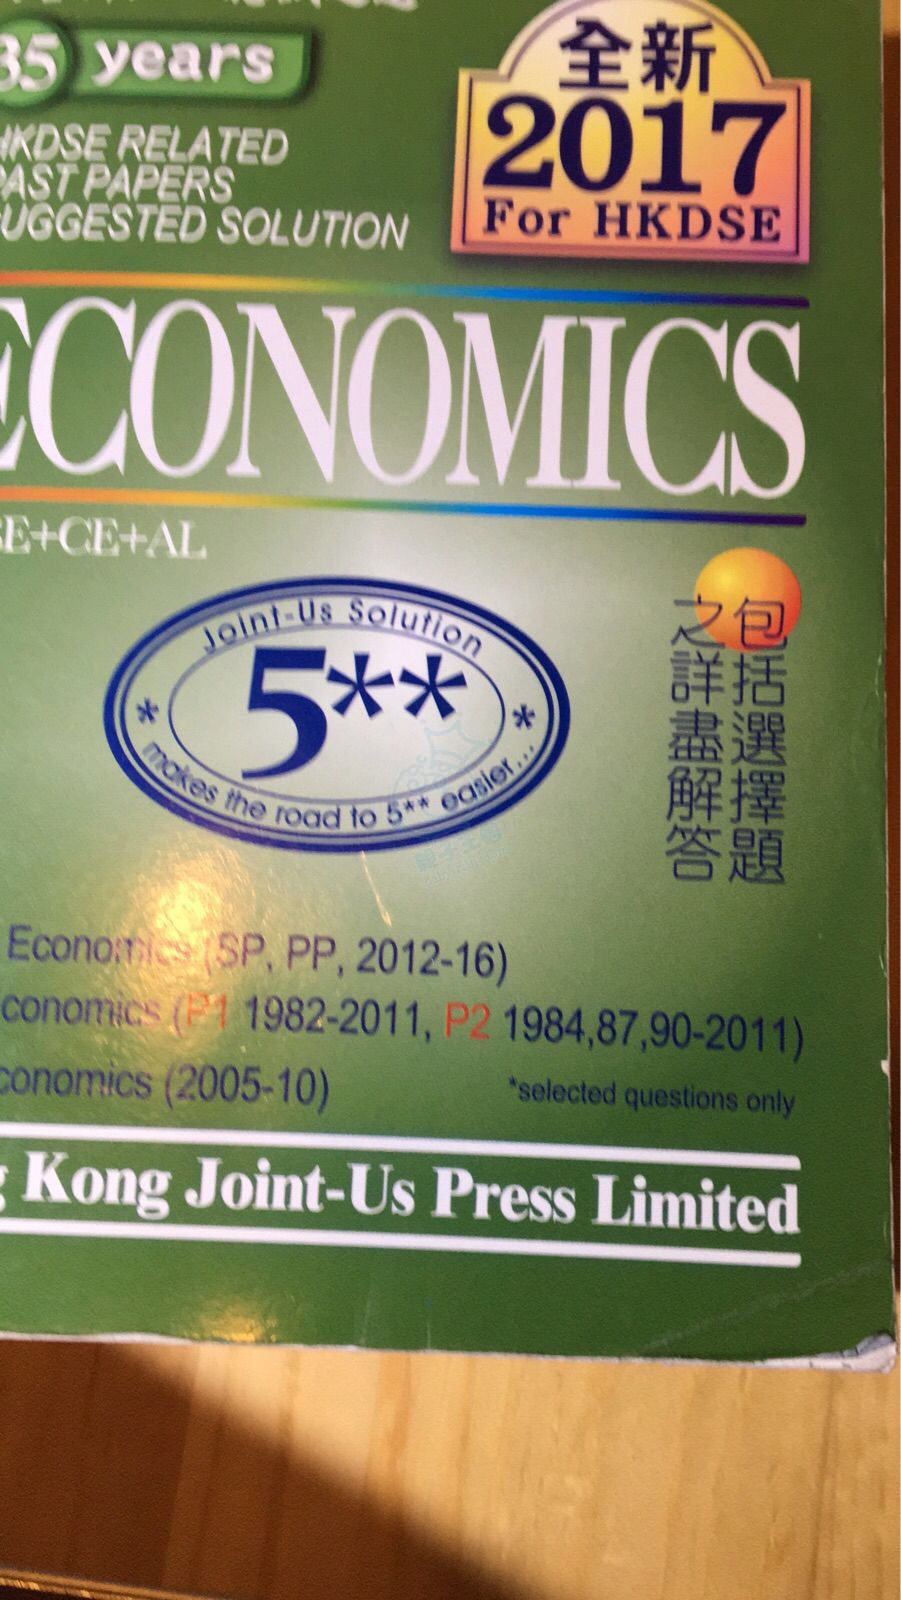 35 years
全新
2017
For HKDSE
HKDSE RELATED
PAST PAPERS
SUGGESTED SOLUTION
ECONOMICS
SE+CE+AL
Joint-Us Solution
* 5** *
makes the road to 5** easier...
包括選擇題
之詳盡解答
Economics (SP, PP, 2012-16)
conomics (P1 1982-2011, P2 1984,87,90-2011)
conomics (2005-10)
*selected questions only
g Kong Joint-Us Press Limited